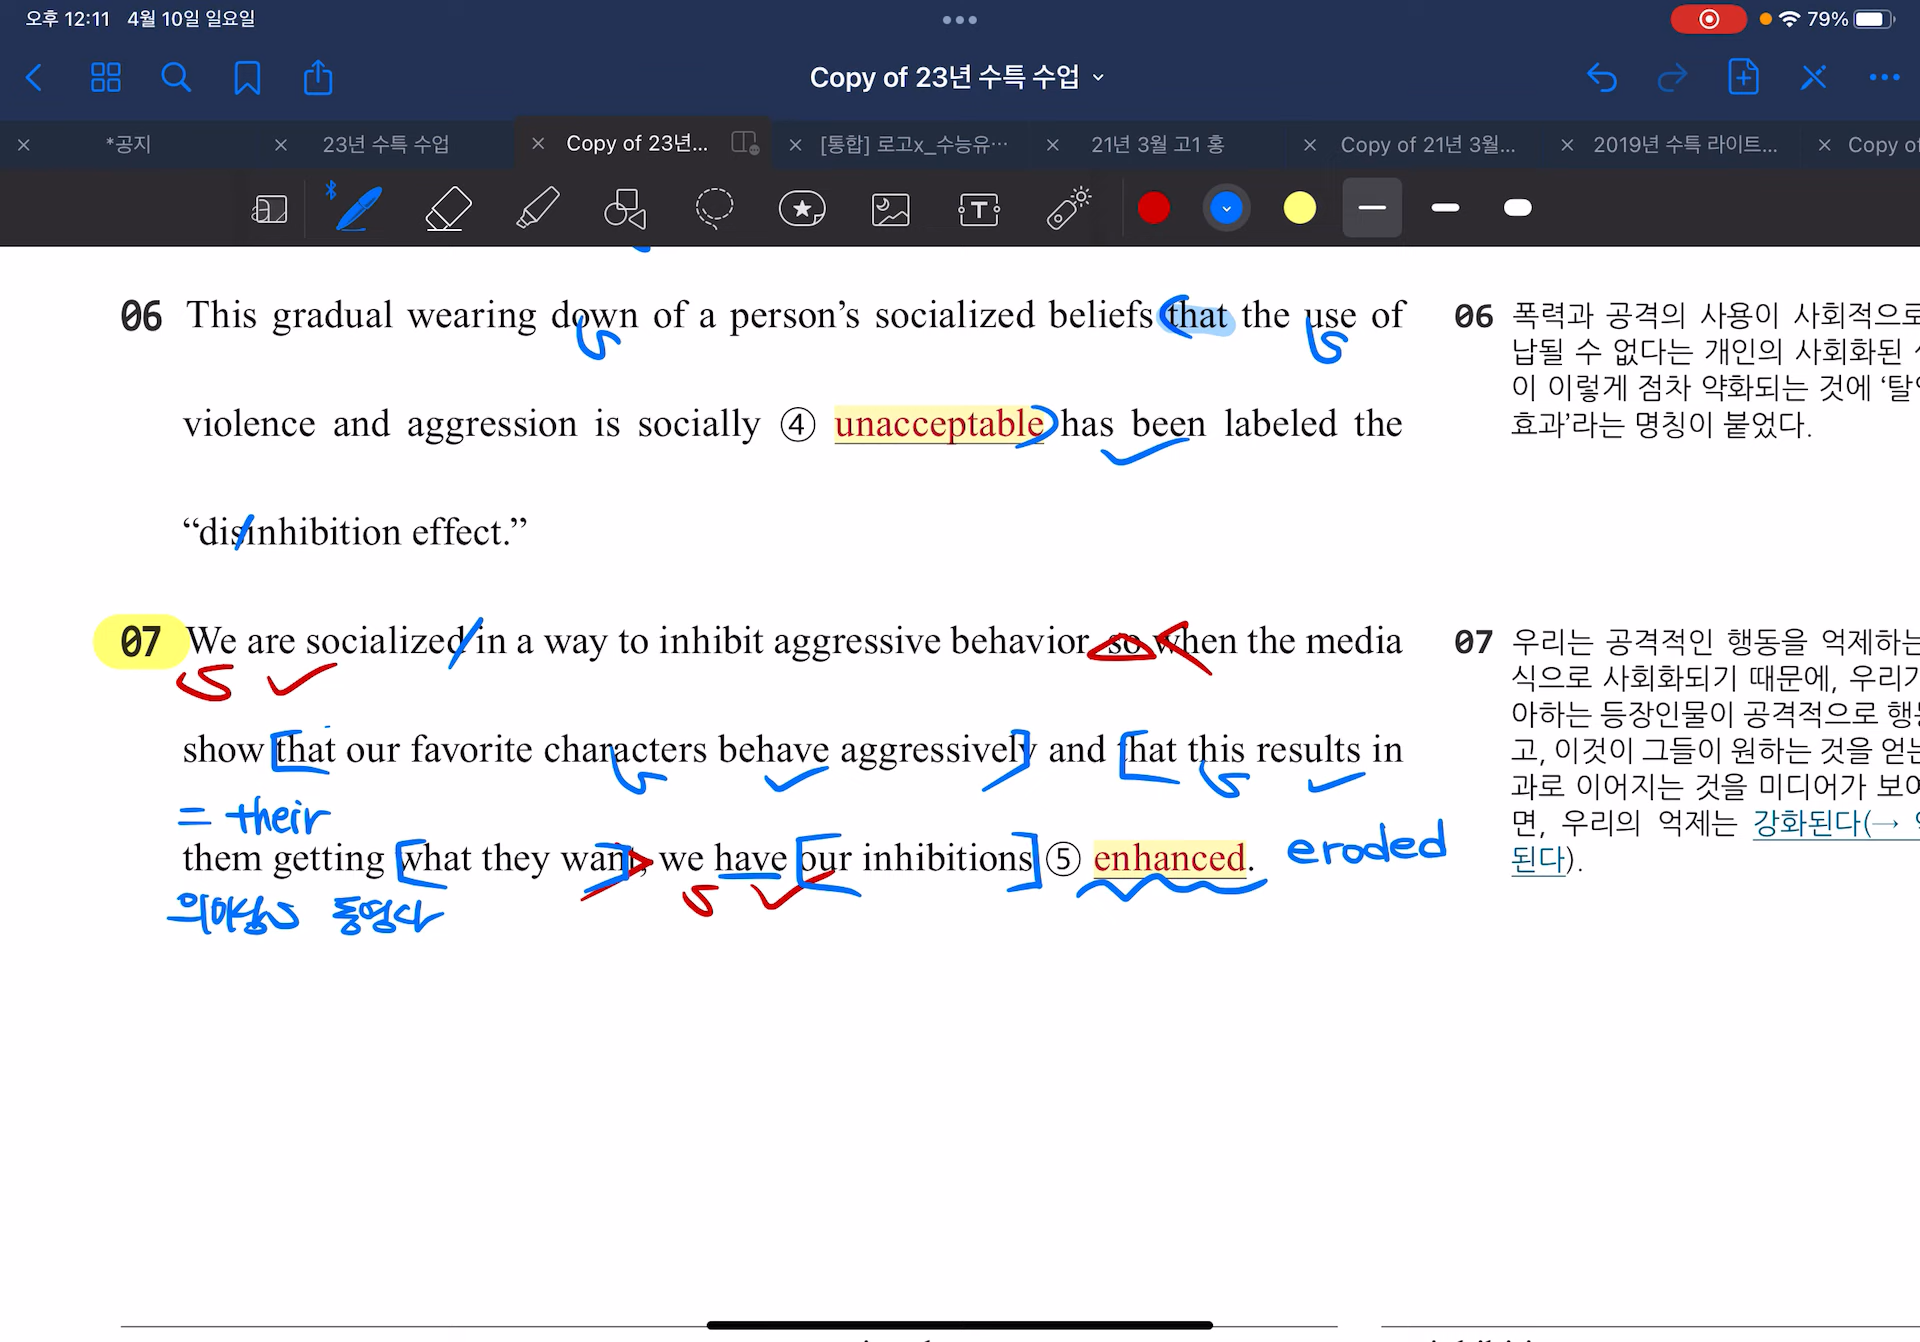 오후 12:11 4월 10일 일요일
79%
Copy of 23년 수특 수업
*공지
23년 수특 수업
Copy of 23년...
[통합] 로고x_수능유…
21년 3월 고1 홍
Copy of 21년 3월...
2019년 수특 라이트...
Copy of
06 This gradual wearing down of a person's socialized beliefs that the use of
violence and aggression is socially ④ unacceptable has been labeled the
“disinhibition effect.”
06 폭력과 공격의 사용이 사회적으로
납될 수 없다는 개인의 사회화된
이 이렇게 점차 약화되는 것에 ‘탈
효과’라는 명칭이 붙었다.
07 We are socialized in a way to inhibit aggressive behavior, so when the media
show that our favorite characters behave aggressively and that this results in
= their
them getting what they want, we have our inhibitions ⑤ enhanced. eroded
의미상S 동명사
07 우리는 공격적인 행동을 억제하는
식으로 사회화되기 때문에, 우리가
아하는 등장인물이 공격적으로 행동
고, 이것이 그들이 원하는 것을 얻는
과로 이어지는 것을 미디어가 보여
면, 우리의 억제는 강화된다(→
된다).